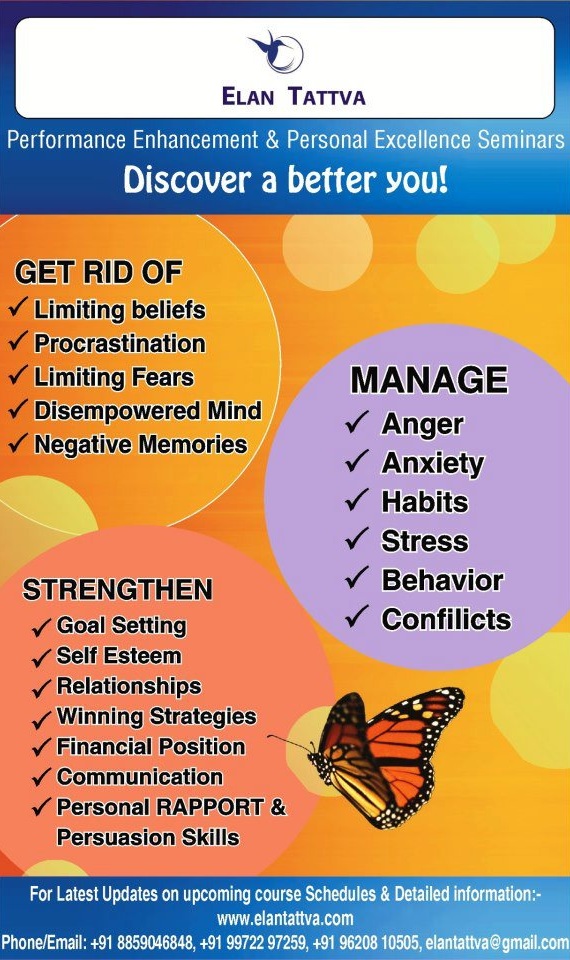 ELAN TATTVA
Performance Enhancement & Personal Excellence Seminars
Discover a better you!
GET RID OF
✓ Limiting beliefs
✓ Procrastination
✓ Limiting Fears
✓ Disempowered Mind
✓ Negative Memories
MANAGE
✓ Anger
✓ Anxiety
✓ Habits
✓ Stress
✓ Behavior
✓ Confilicts
STRENGTHEN
✓ Goal Setting
✓ Self Esteem
✓ Relationships
✓ Winning Strategies
✓ Financial Position
✓ Communication
✓ Personal RAPPORT &
Persuasion Skills
For Latest Updates on upcoming course Schedules & Detailed information:-
www.elantattva.com
Phone/Email: +91 8859046848, +91 99722 97259, +91 96208 10505, elantattva@gmail.com